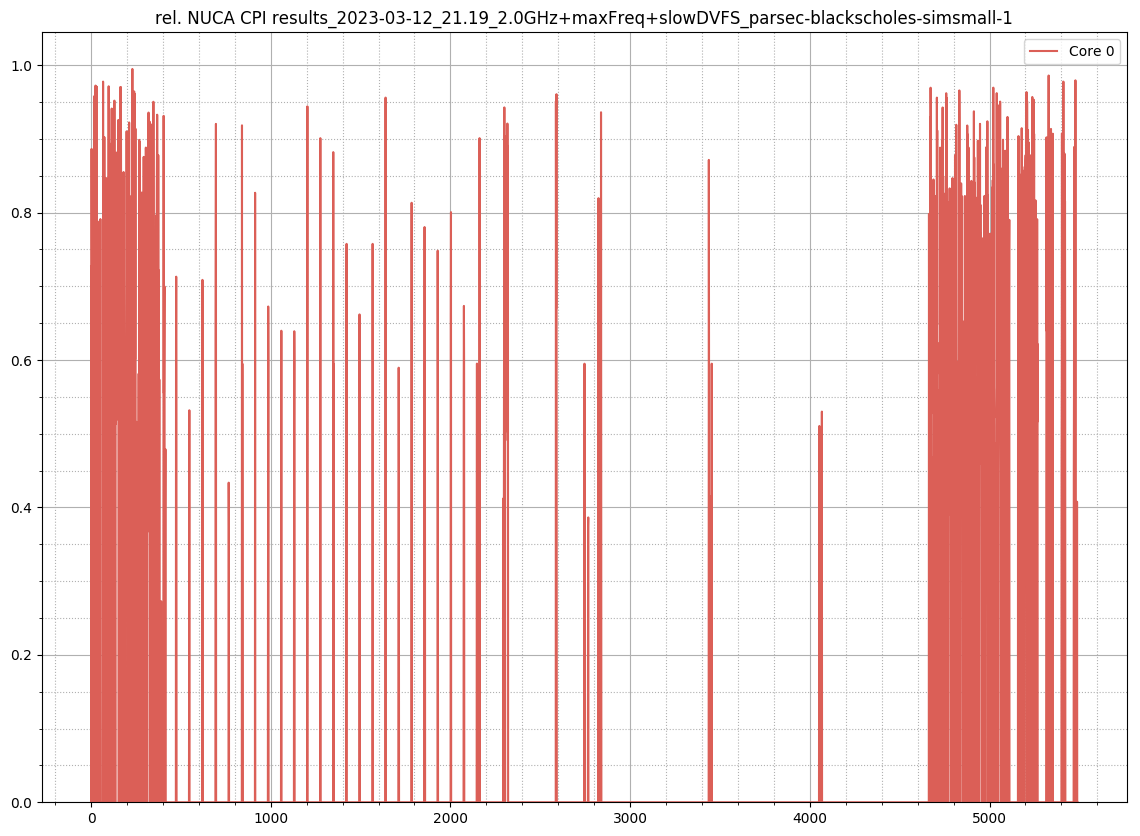 rel. NUCA CPI results_2023-03-12_21.19_2.0GHz+maxFreq+slowDVFS_parsec-blackscholes-simsmall-1
Core 0
1.0
0.8
0.6
0.4
0.2
0.0
0 1000 2000 3000 4000 5000